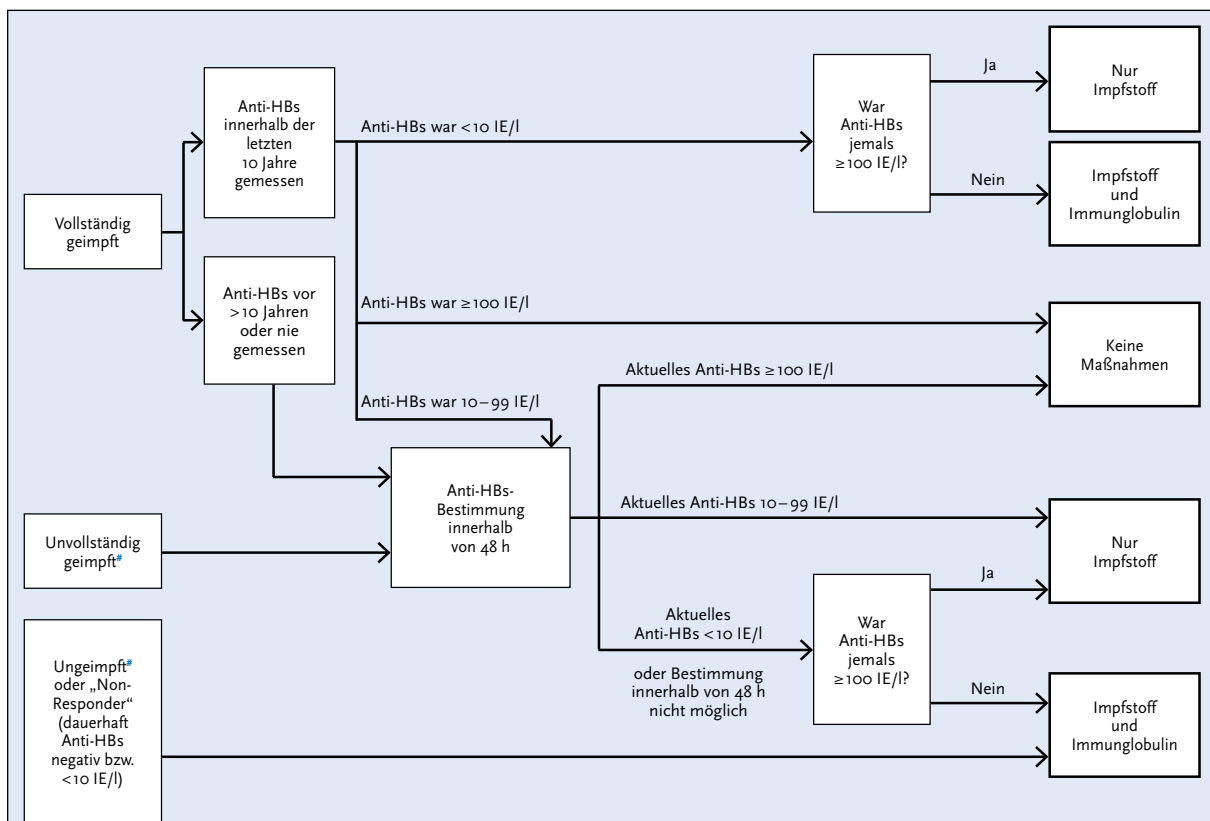 Vollständig
geimpft
Anti-HBs
innerhalb der
letzten
10 Jahre
gemessen
Anti-HBs vor
>10 Jahren
oder nie
gemessen
Anti-HBs war <10 IE/l
War
Anti-HBs
jemals
≥100 IE/l?
Ja
Nur
Impfstoff
Nein
Impfstoff
und
Immunglobulin
Anti-HBs war ≥100 IE/l
Keine
Maßnahmen
Aktuelles Anti-HBs ≥100 IE/l
Anti-HBs war 10–99 IE/l
Unvollständig
geimpft#
Anti-HBs-
Bestimmung
innerhalb
von 48 h
Aktuelles Anti-HBs 10–99 IE/l
Nur
Impfstoff
Aktuelles
Anti-HBs <10 IE/l
oder Bestimmung
innerhalb von 48 h
nicht möglich
War
Anti-HBs
jemals
≥100 IE/l?
Ja
Nein
Impfstoff
und
Immunglobulin
Ungeimpft#
oder „Non-
Responder“
(dauerhaft
Anti-HBs
negativ bzw.
<10 IE/l)